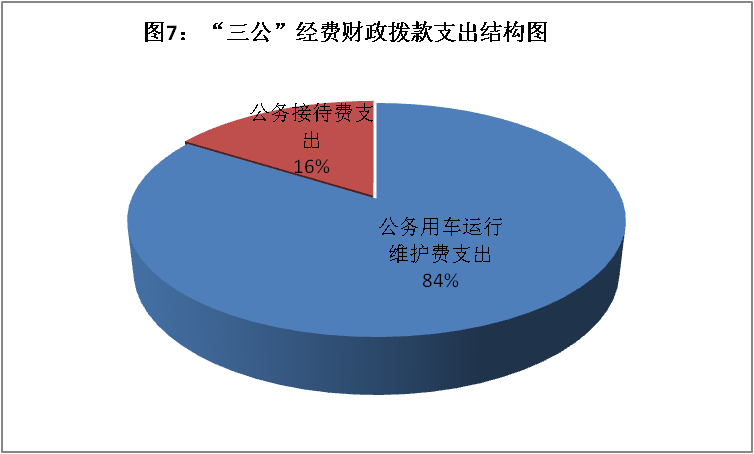 图7：“三公”经费财政拨款支出结构图
公务接待费支
出
16%
公务用车运行
维护费支出
84%